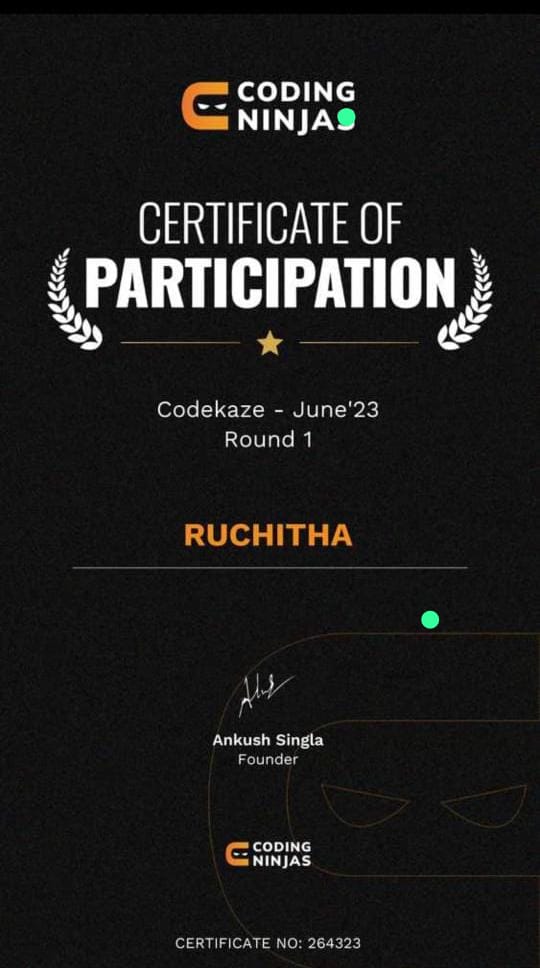 CODING
NINJAS
CERTIFICATE OF
PARTICIPATION
Codekaze - June'23
Round 1
RUCHITHA
Ankush Singla
Founder
CODING
NINJAS
CERTIFICATE NO: 264323